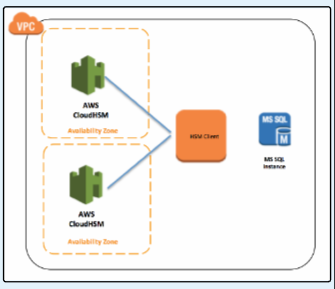 VPC
AWS
CloudHSM
Availability Zone
HSM Client
MS SQL
M
MS SQL
Instance
AWS
CloudHSM
Availability Zone